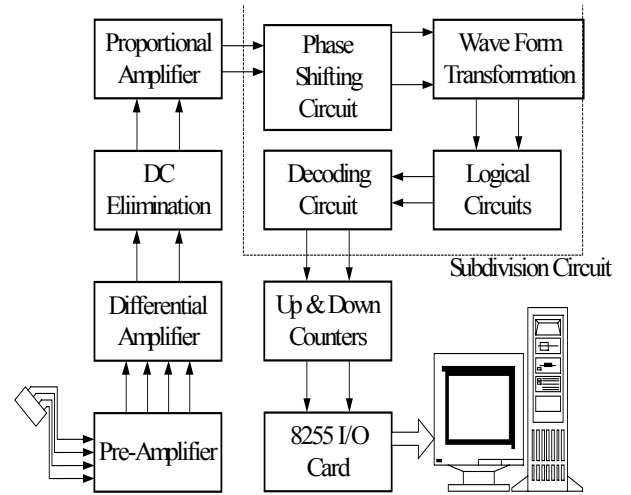 Proportional
Amplifier
Phase
Shifting
Circuit
Wave Form
Transformation
DC
Eliimination
Decoding
Circuit
Logical
Circuits
Subdivision Circuit
Differential
Amplifier
Up & Down
Counters
Pre-Amplifier
8255 I/O
Card